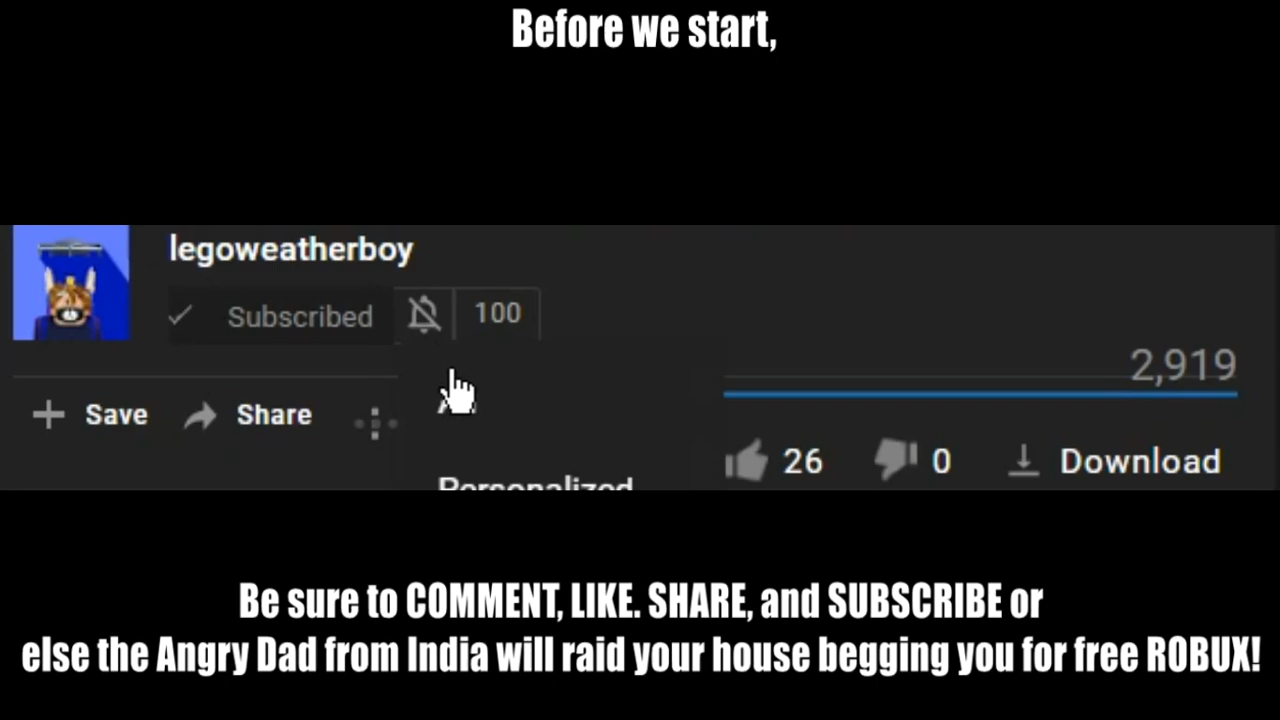 Before we start,
legoweatherboy
Subscribed
100
2,919
Save
Share
26
0
Download
Personalized
Be sure to COMMENT, LIKE. SHARE, and SUBSCRIBE or
else the Angry Dad from India will raid your house begging you for free ROBUX!